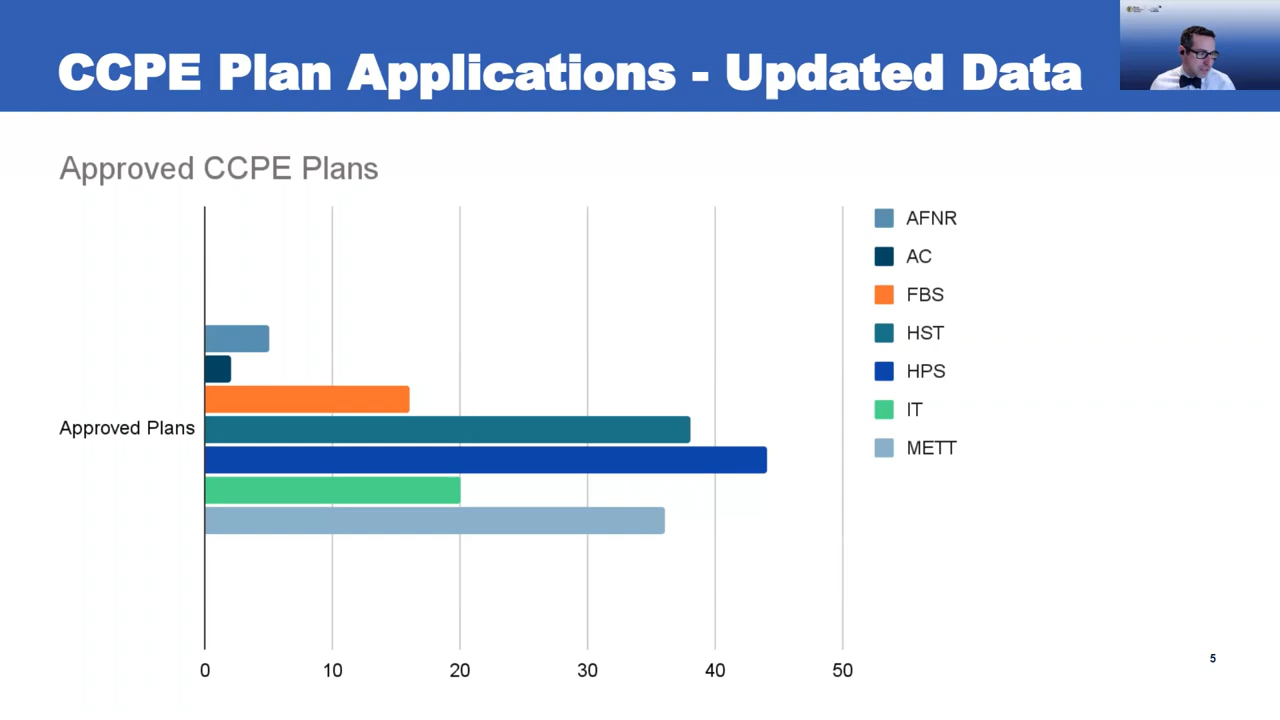 CCPE Plan Applications - Updated Data
Approved CCPE Plans
AFNR
AC
FBS
HST
HPS
IT
METT
Approved Plans
0 10 20 30 40 50
5